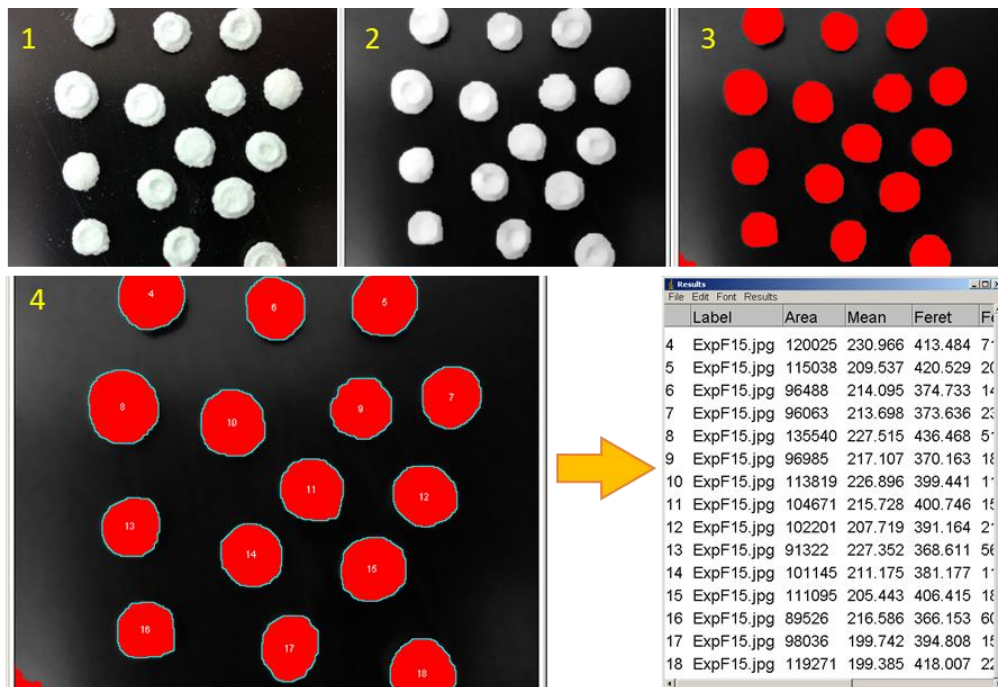 1
2
3
4
4
6
5
8
10
9
7
11
12
13
14
15
16
17
18
Results
File Edit Font Results
Label Area Mean Feret
4 ExpF15.jpg 120025 230.966 413.484
5 ExpF15.jpg 115038 209.537 420.529
6 ExpF15.jpg 96488 214.095 374.733
7 ExpF15.jpg 96063 213.698 373.636
8 ExpF15.jpg 135540 227.515 436.468
9 ExpF15.jpg 96985 217.107 370.163
10 ExpF15.jpg 113819 226.896 399.441
11 ExpF15.jpg 104671 215.728 400.746
12 ExpF15.jpg 102201 207.719 391.164
13 ExpF15.jpg 91322 227.352 368.611
14 ExpF15.jpg 101145 211.175 381.177
15 ExpF15.jpg 111095 205.443 406.415
16 ExpF15.jpg 89526 216.586 366.153
17 ExpF15.jpg 98036 199.742 394.808
18 ExpF15.jpg 119271 199.385 418.007